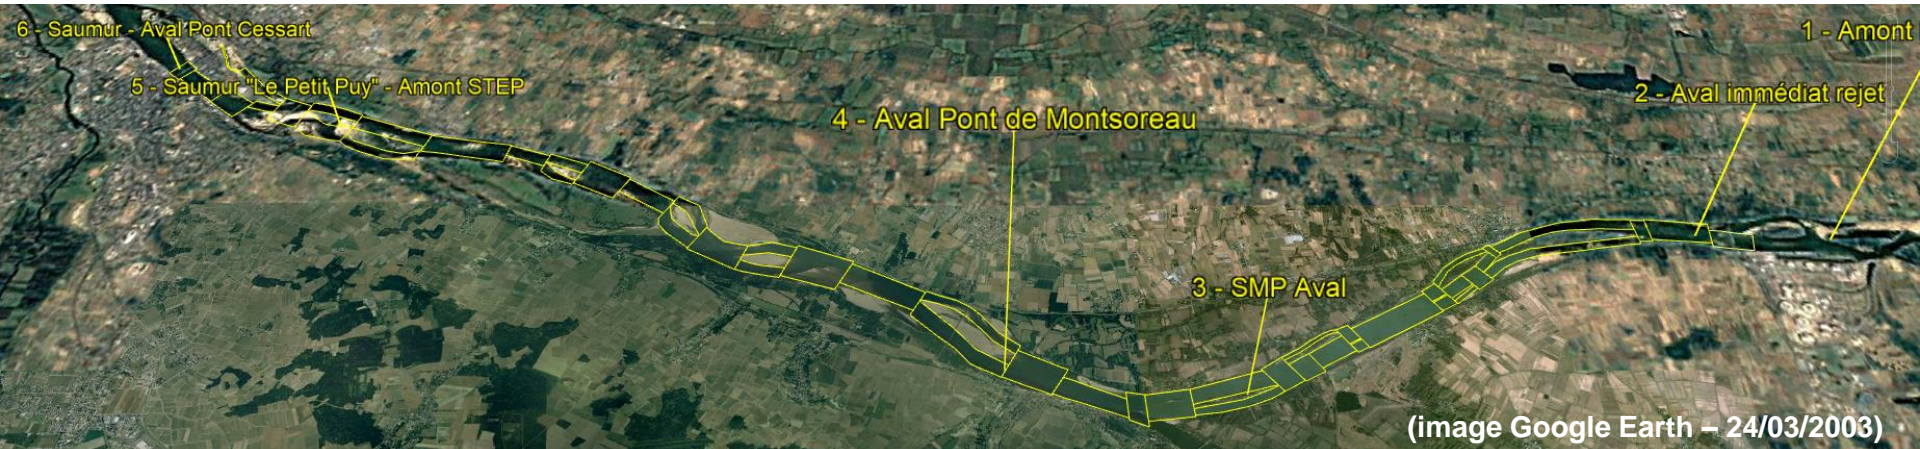 6 - Saumur - Aval Pont Cessart
1 - Amont
5 - Saumur "Le Petit Puy" - Amont STEP
2 - Aval immédiat rejet
4 - Aval Pont de Montsoreau
3 - SMP Aval
(image Google Earth – 24/03/2003)